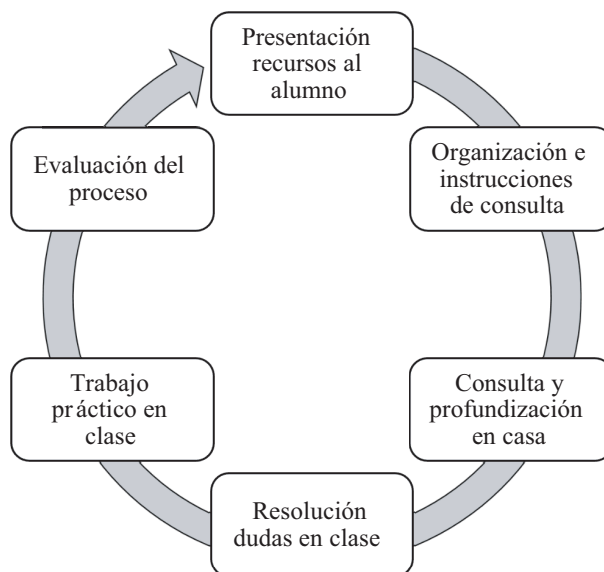 Presentación
recursos al
alumno
Organización e
instrucciones
de consulta
Consulta y
profundización
en casa
Resolución
dudas en clase
Trabajo
práctico en
clase
Evaluación del
proceso